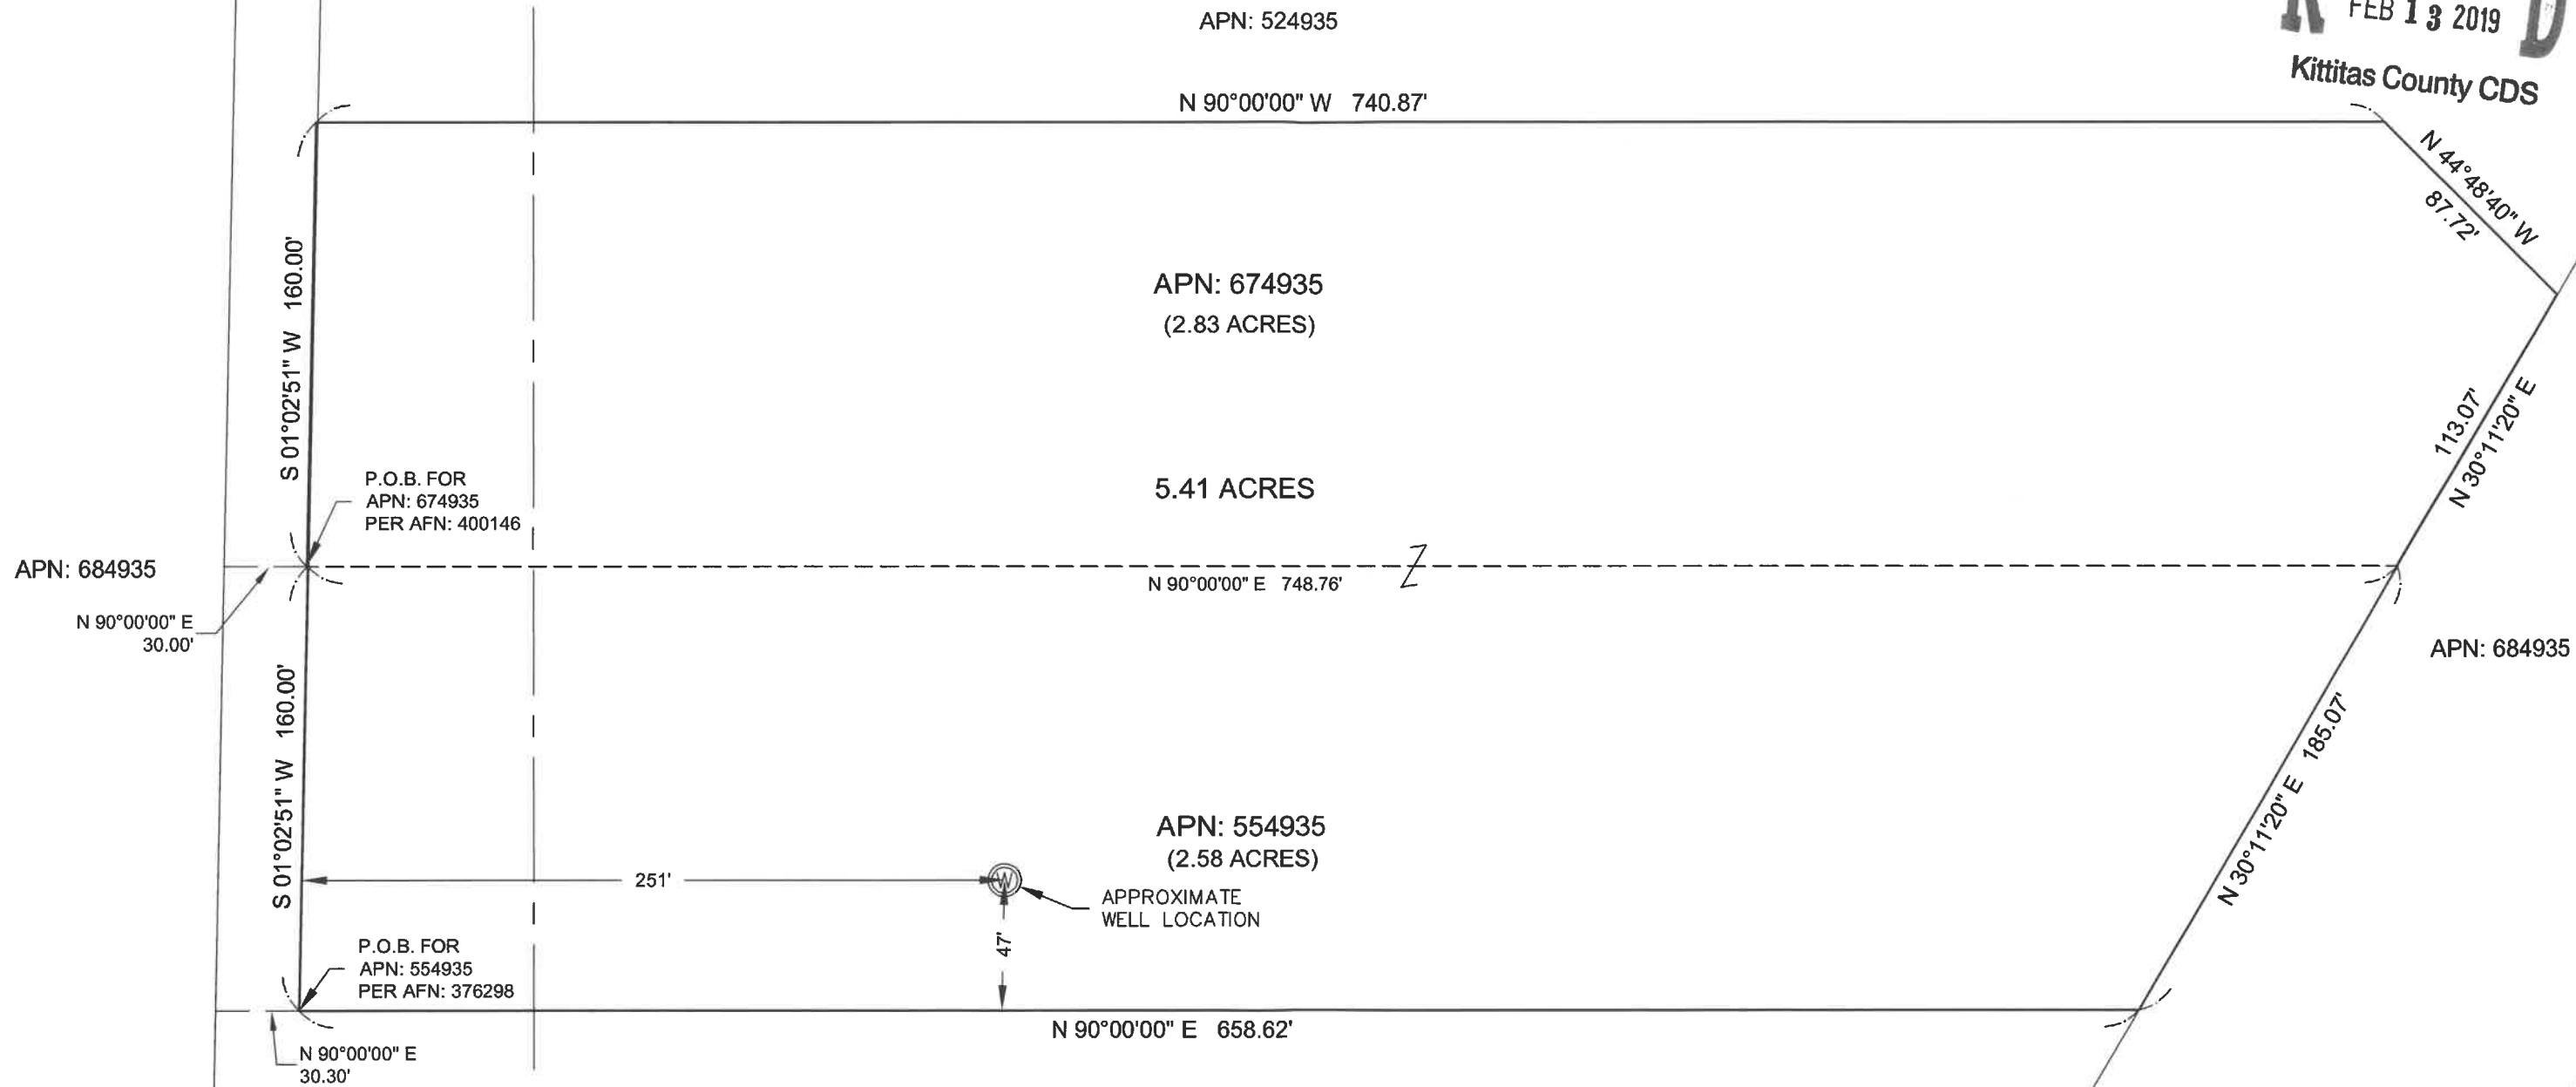 APN: 524935
FEB 13 2019
Kittitas County CDS
N 90°00'00" W 740.87'
N 44°48'40" W
87.72'
S 01°02'51" W 160.00'
APN: 674935
(2.83 ACRES)
113.07'
N 30°11'20" E
P.O.B. FOR
APN: 674935
PER AFN: 400146
5.41 ACRES
APN: 684935
N 90°00'00" E
30.00'
N 90°00'00" E 748.76'
Z
APN: 684935
S 01°02'51" W 160.00'
N 30°11'20" E 185.07'
APN: 554935
(2.58 ACRES)
251'
W
APPROXIMATE
WELL LOCATION
47'
P.O.B. FOR
APN: 554935
PER AFN: 376298
N 90°00'00" E 658.62'
N 90°00'00" E
30.30'